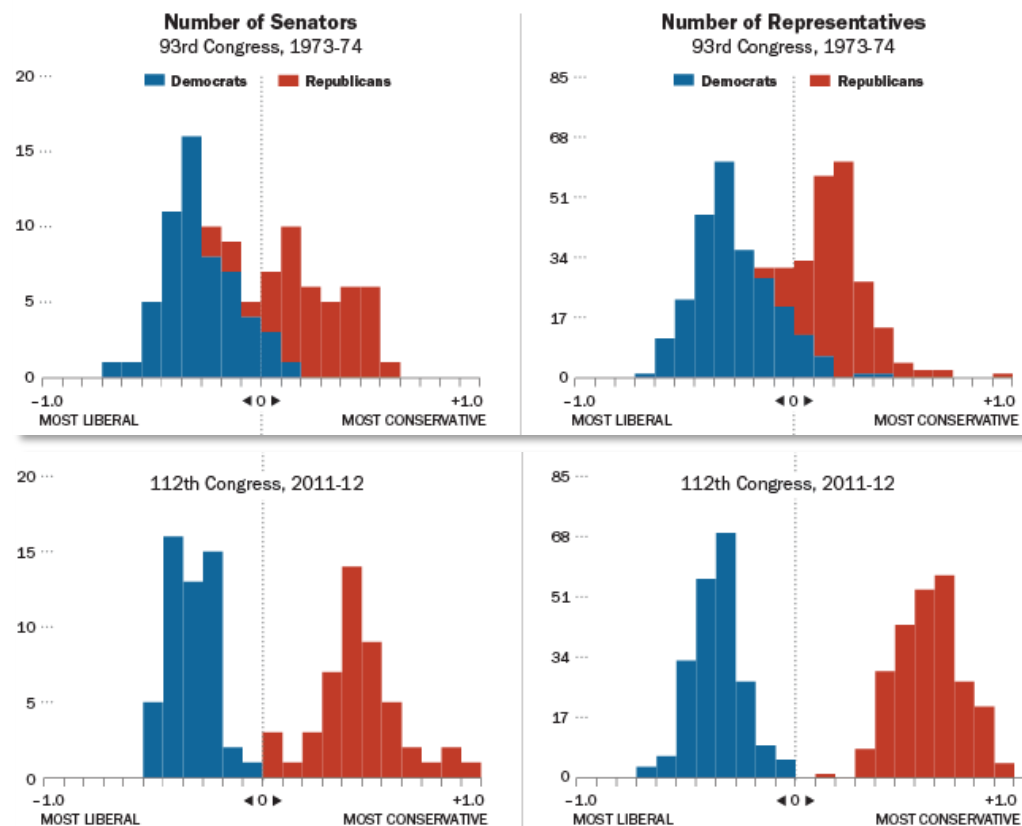 Number of Senators
93rd Congress, 1973-74
20
Democrats
Republicans
15
10
5
0
-1.0
◄ 0 ►
+1.0
MOST LIBERAL
MOST CONSERVATIVE
Number of Representatives
93rd Congress, 1973-74
85
Democrats
Republicans
68
51
34
17
0
-1.0
◄ 0 ►
+1.0
MOST LIBERAL
MOST CONSERVATIVE
20
112th Congress, 2011-12
15
10
5
0
-1.0
◄ 0 ►
+1.0
MOST LIBERAL
MOST CONSERVATIVE
85
112th Congress, 2011-12
68
51
34
17
0
-1.0
◄ 0 ►
+1.0
MOST LIBERAL
MOST CONSERVATIVE